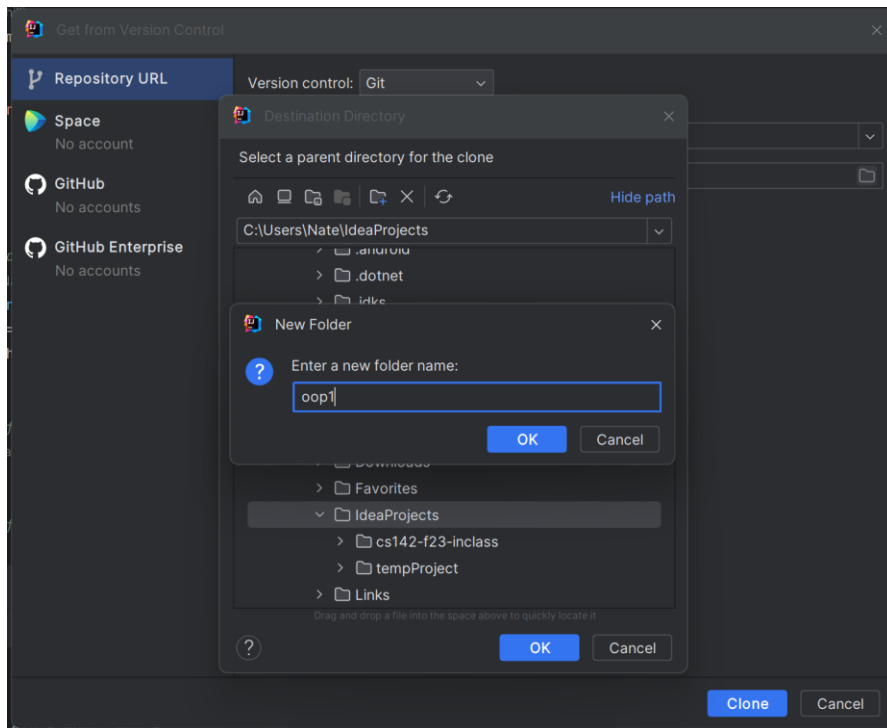 Get from Version Control
Repository URL
Version control: Git
Space
No account
GitHub
No accounts
GitHub Enterprise
No accounts
Destination Directory
Select a parent directory for the clone
Hide path
C:\Users\Nate\IdeaProjects
.android
.dotnet
.jdks
New Folder
Enter a new folder name:
oop1
OK Cancel
Downloads
Favorites
IdeaProjects
cs142-f23-inclass
tempProject
Links
Drag and drop a file into the space above to quickly locate it
? OK Cancel
Clone Cancel